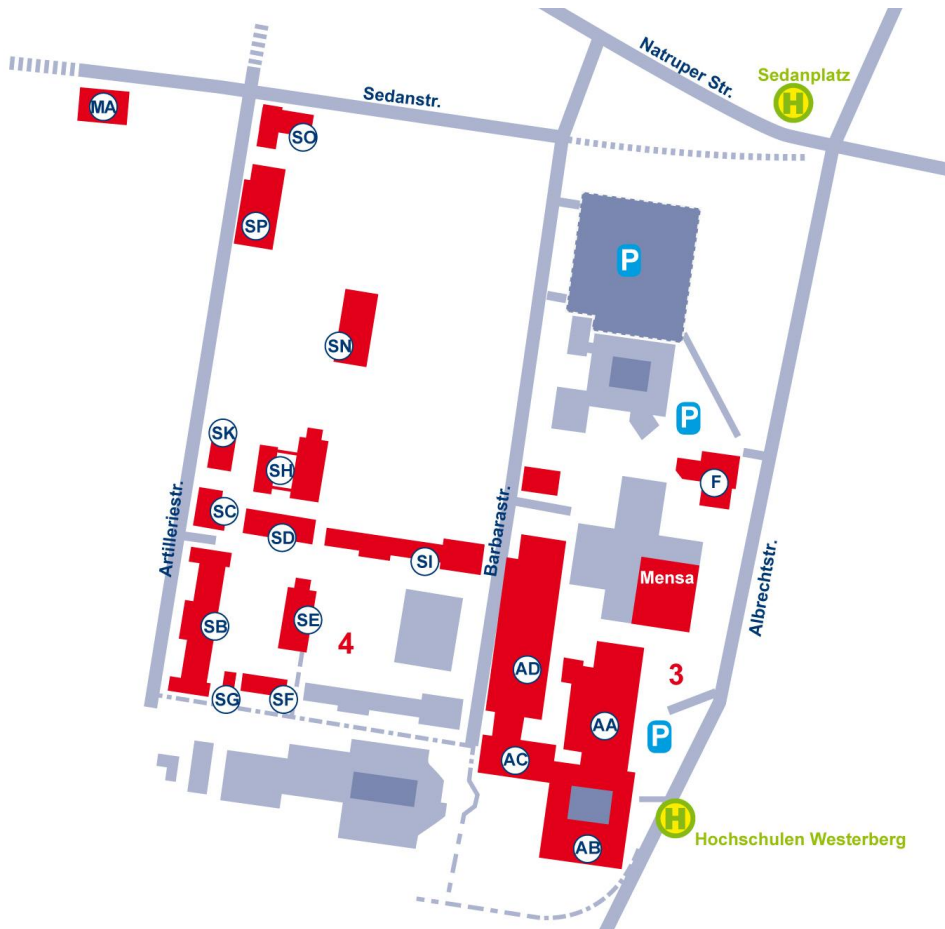 Natruper Str.
Sedanplatz
H
Sedanstr.
MA
SO
SP
P
SN
P
SK
SH
F
SC
SD
SI
Artilleriestr.
Barbarastr.
Albrechtstr.
Mensa
SB
SE
4
AD
3
SG
SF
AA
P
AC
H
Hochschulen Westerberg
AB